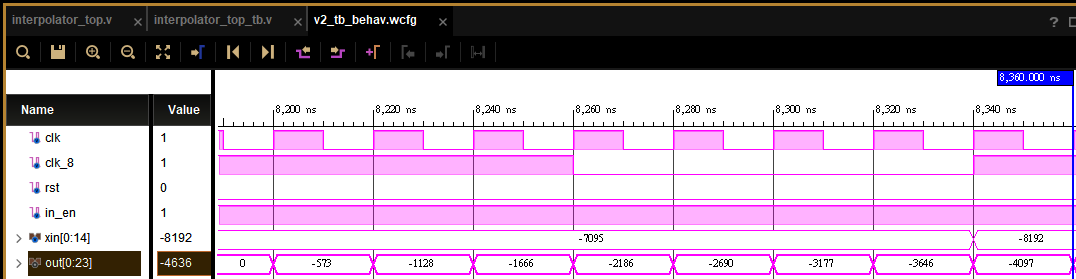 interpolator_top.v × interpolator_top_tb.v × v2_tb_behav.wcfg × ?
8,360.000 ns
Name Value 8,200 ns 8,220 ns 8,240 ns 8,260 ns 8,280 ns 8,300 ns 8,320 ns 8,340 ns
clk 1
clk_8 1
rst 0
in_en 1
xin[0:14] -8192 -7095 -8192
out[0:23] -4636 0 -573 -1128 -1666 -2186 -2690 -3177 -3646 -4097